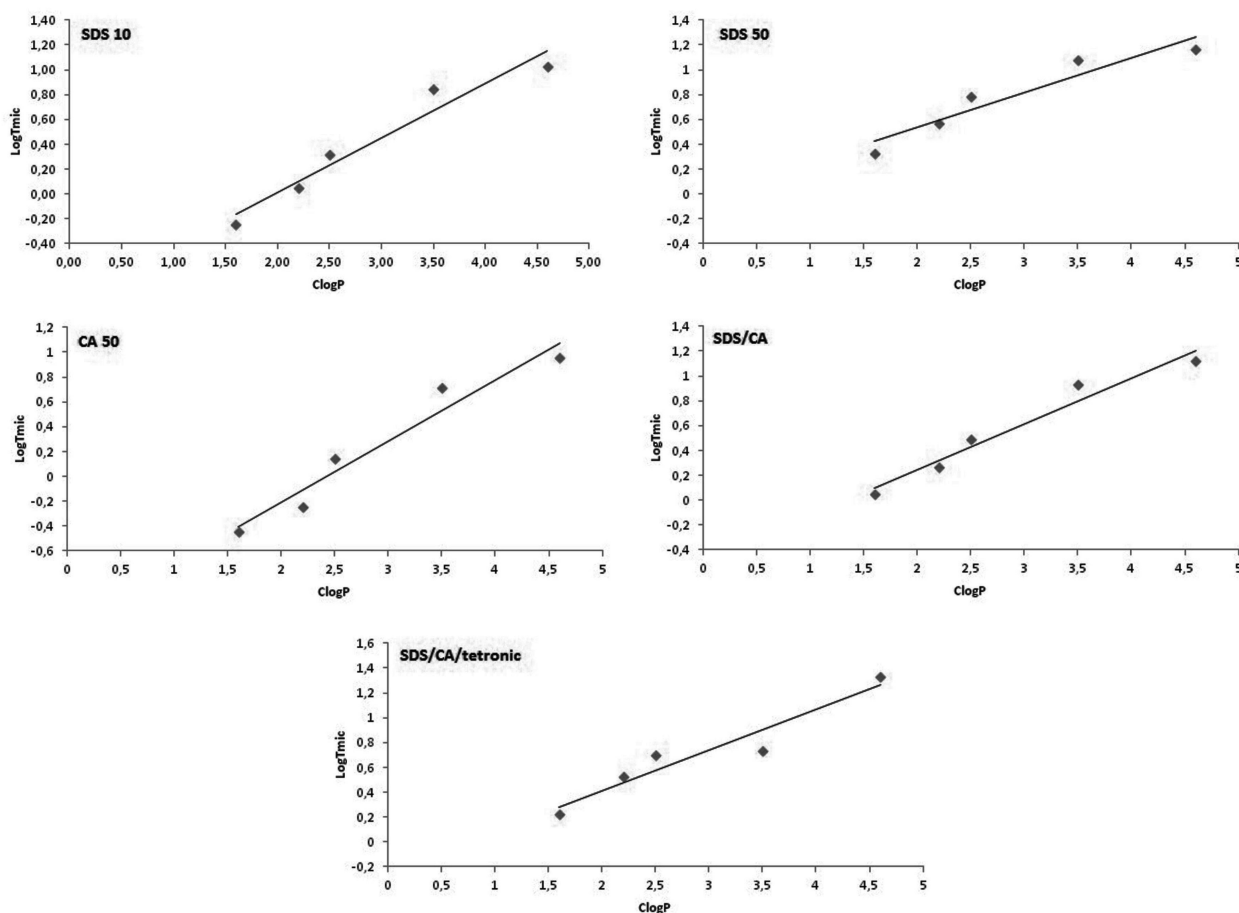 SDS 10
LogTmic
1,40
1,20
1,00
0,80
0,60
0,40
0,20
0,00
-0,20
-0,40
0,00 0,50 1,00 1,50 2,00 2,50 3,00 3,50 4,00 4,50 5,00
ClogP
SDS 50
LogTmic
1,4
1,2
1
0,8
0,6
0,4
0,2
0
-0,2
-0,4
0 0,5 1 1,5 2 2,5 3 3,5 4 4,5 5
ClogP
CA 50
LogTmic
1,2
1
0,8
0,6
0,4
0,2
0
-0,2
-0,4
-0,6
0 0,5 1 1,5 2 2,5 3 3,5 4 4,5 5
ClogP
SDS/CA
LogTmic
1,4
1,2
1
0,8
0,6
0,4
0,2
0
-0,2
-0,4
0 0,5 1 1,5 2 2,5 3 3,5 4 4,5 5
ClogP
SDS/CA/tetronic
LogTmic
1,6
1,4
1,2
1
0,8
0,6
0,4
0,2
0
-0,2
0 0,5 1 1,5 2 2,5 3 3,5 4 4,5 5
ClogP